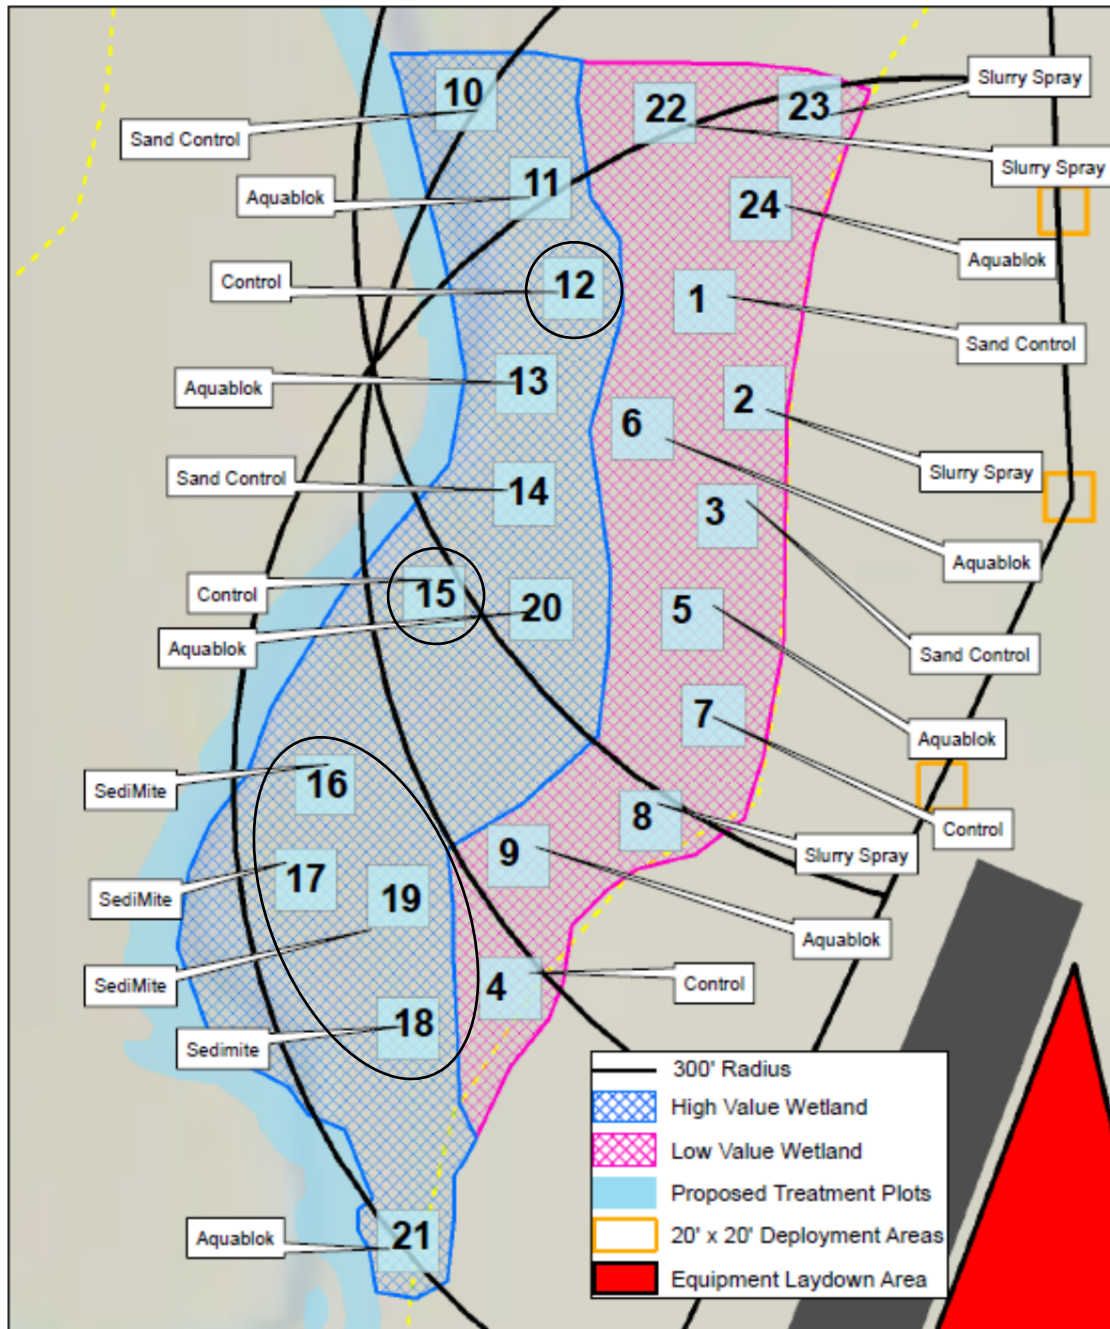 10
22
23
Slurry Spray
Sand Control
Slurry Spray
11
Aquablok
24
Aquablok
Control
12
1
Sand Control
13
Aquablok
2
6
Slurry Spray
Sand Control
14
3
Aquablok
Control
15
20
5
Aquablok
Sand Control
7
Aquablok
SediMite
16
8
Control
9
Slurry Spray
17
SediMite
19
Aquablok
SediMite
4
Control
18
Sedimite
Aquablok
21
300' Radius
High Value Wetland
Low Value Wetland
Proposed Treatment Plots
20' x 20' Deployment Areas
Equipment Laydown Area